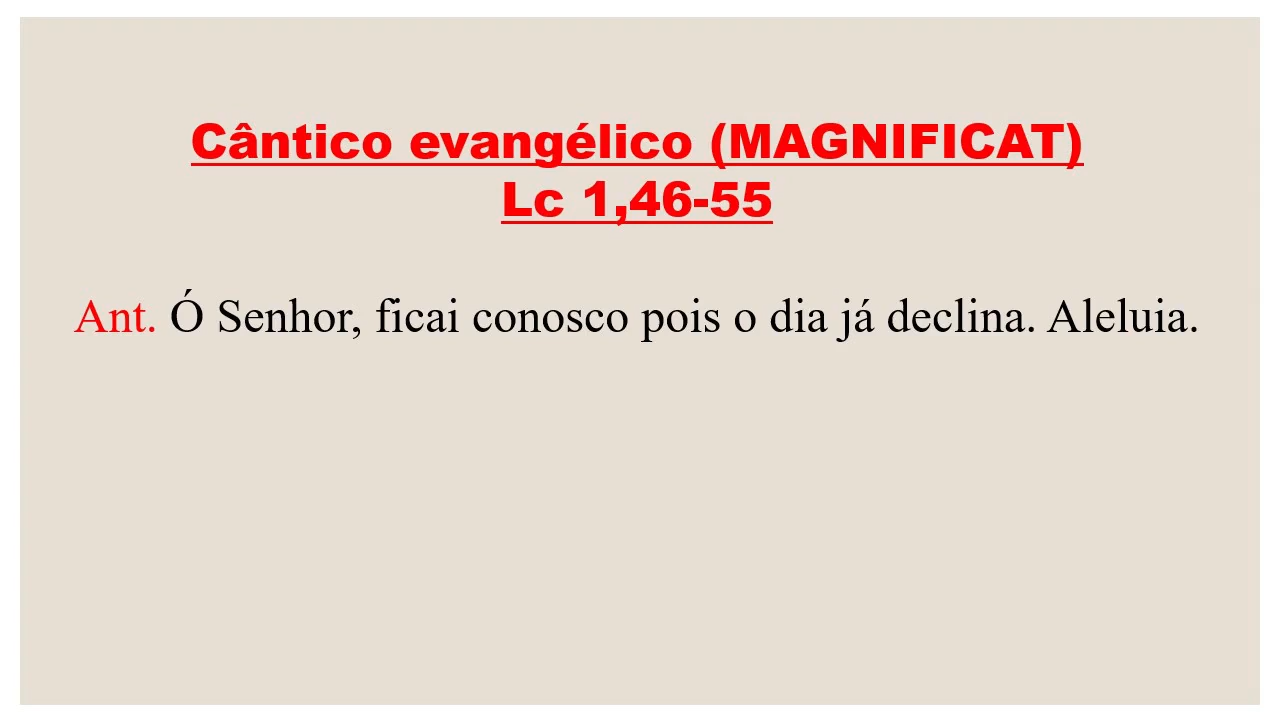 Cântico evangélico (MAGNIFICAT)
Lc 1,46-55
Ant. Ó Senhor, ficai conosco pois o dia já declina. Aleluia.